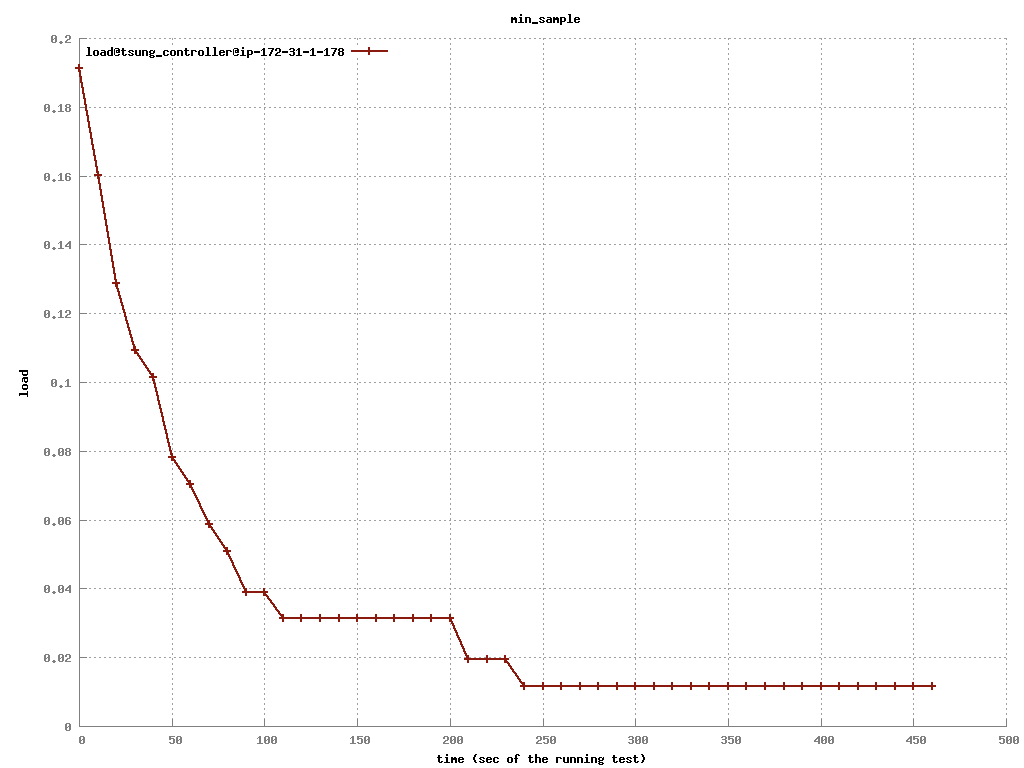 min_sample
load@tsung_controller@ip-172-31-1-178
0.2
0.18
0.16
0.14
0.12
0.1
0.08
0.06
0.04
0.02
0
load
0 50 100 150 200 250 300 350 400 450 500
time (sec of the running test)